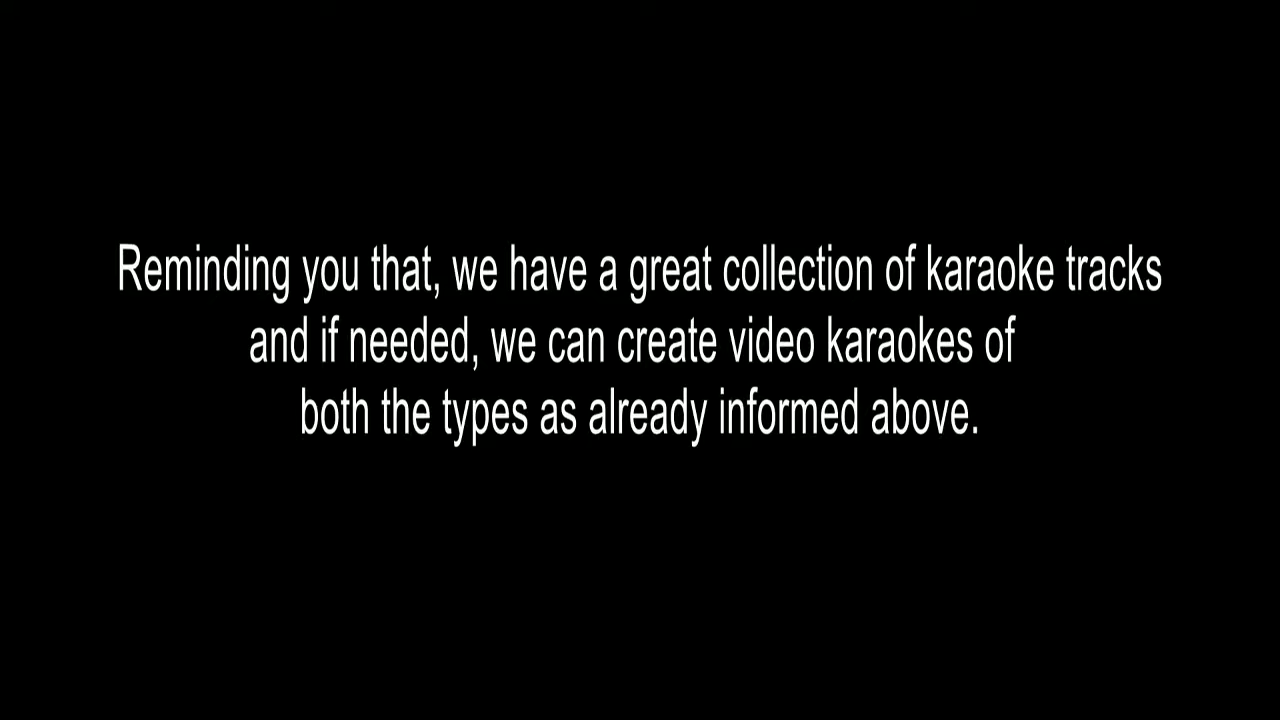 Reminding you that, we have a great collection of karaoke tracks
and if needed, we can create video karaokes of
both the types as already informed above.